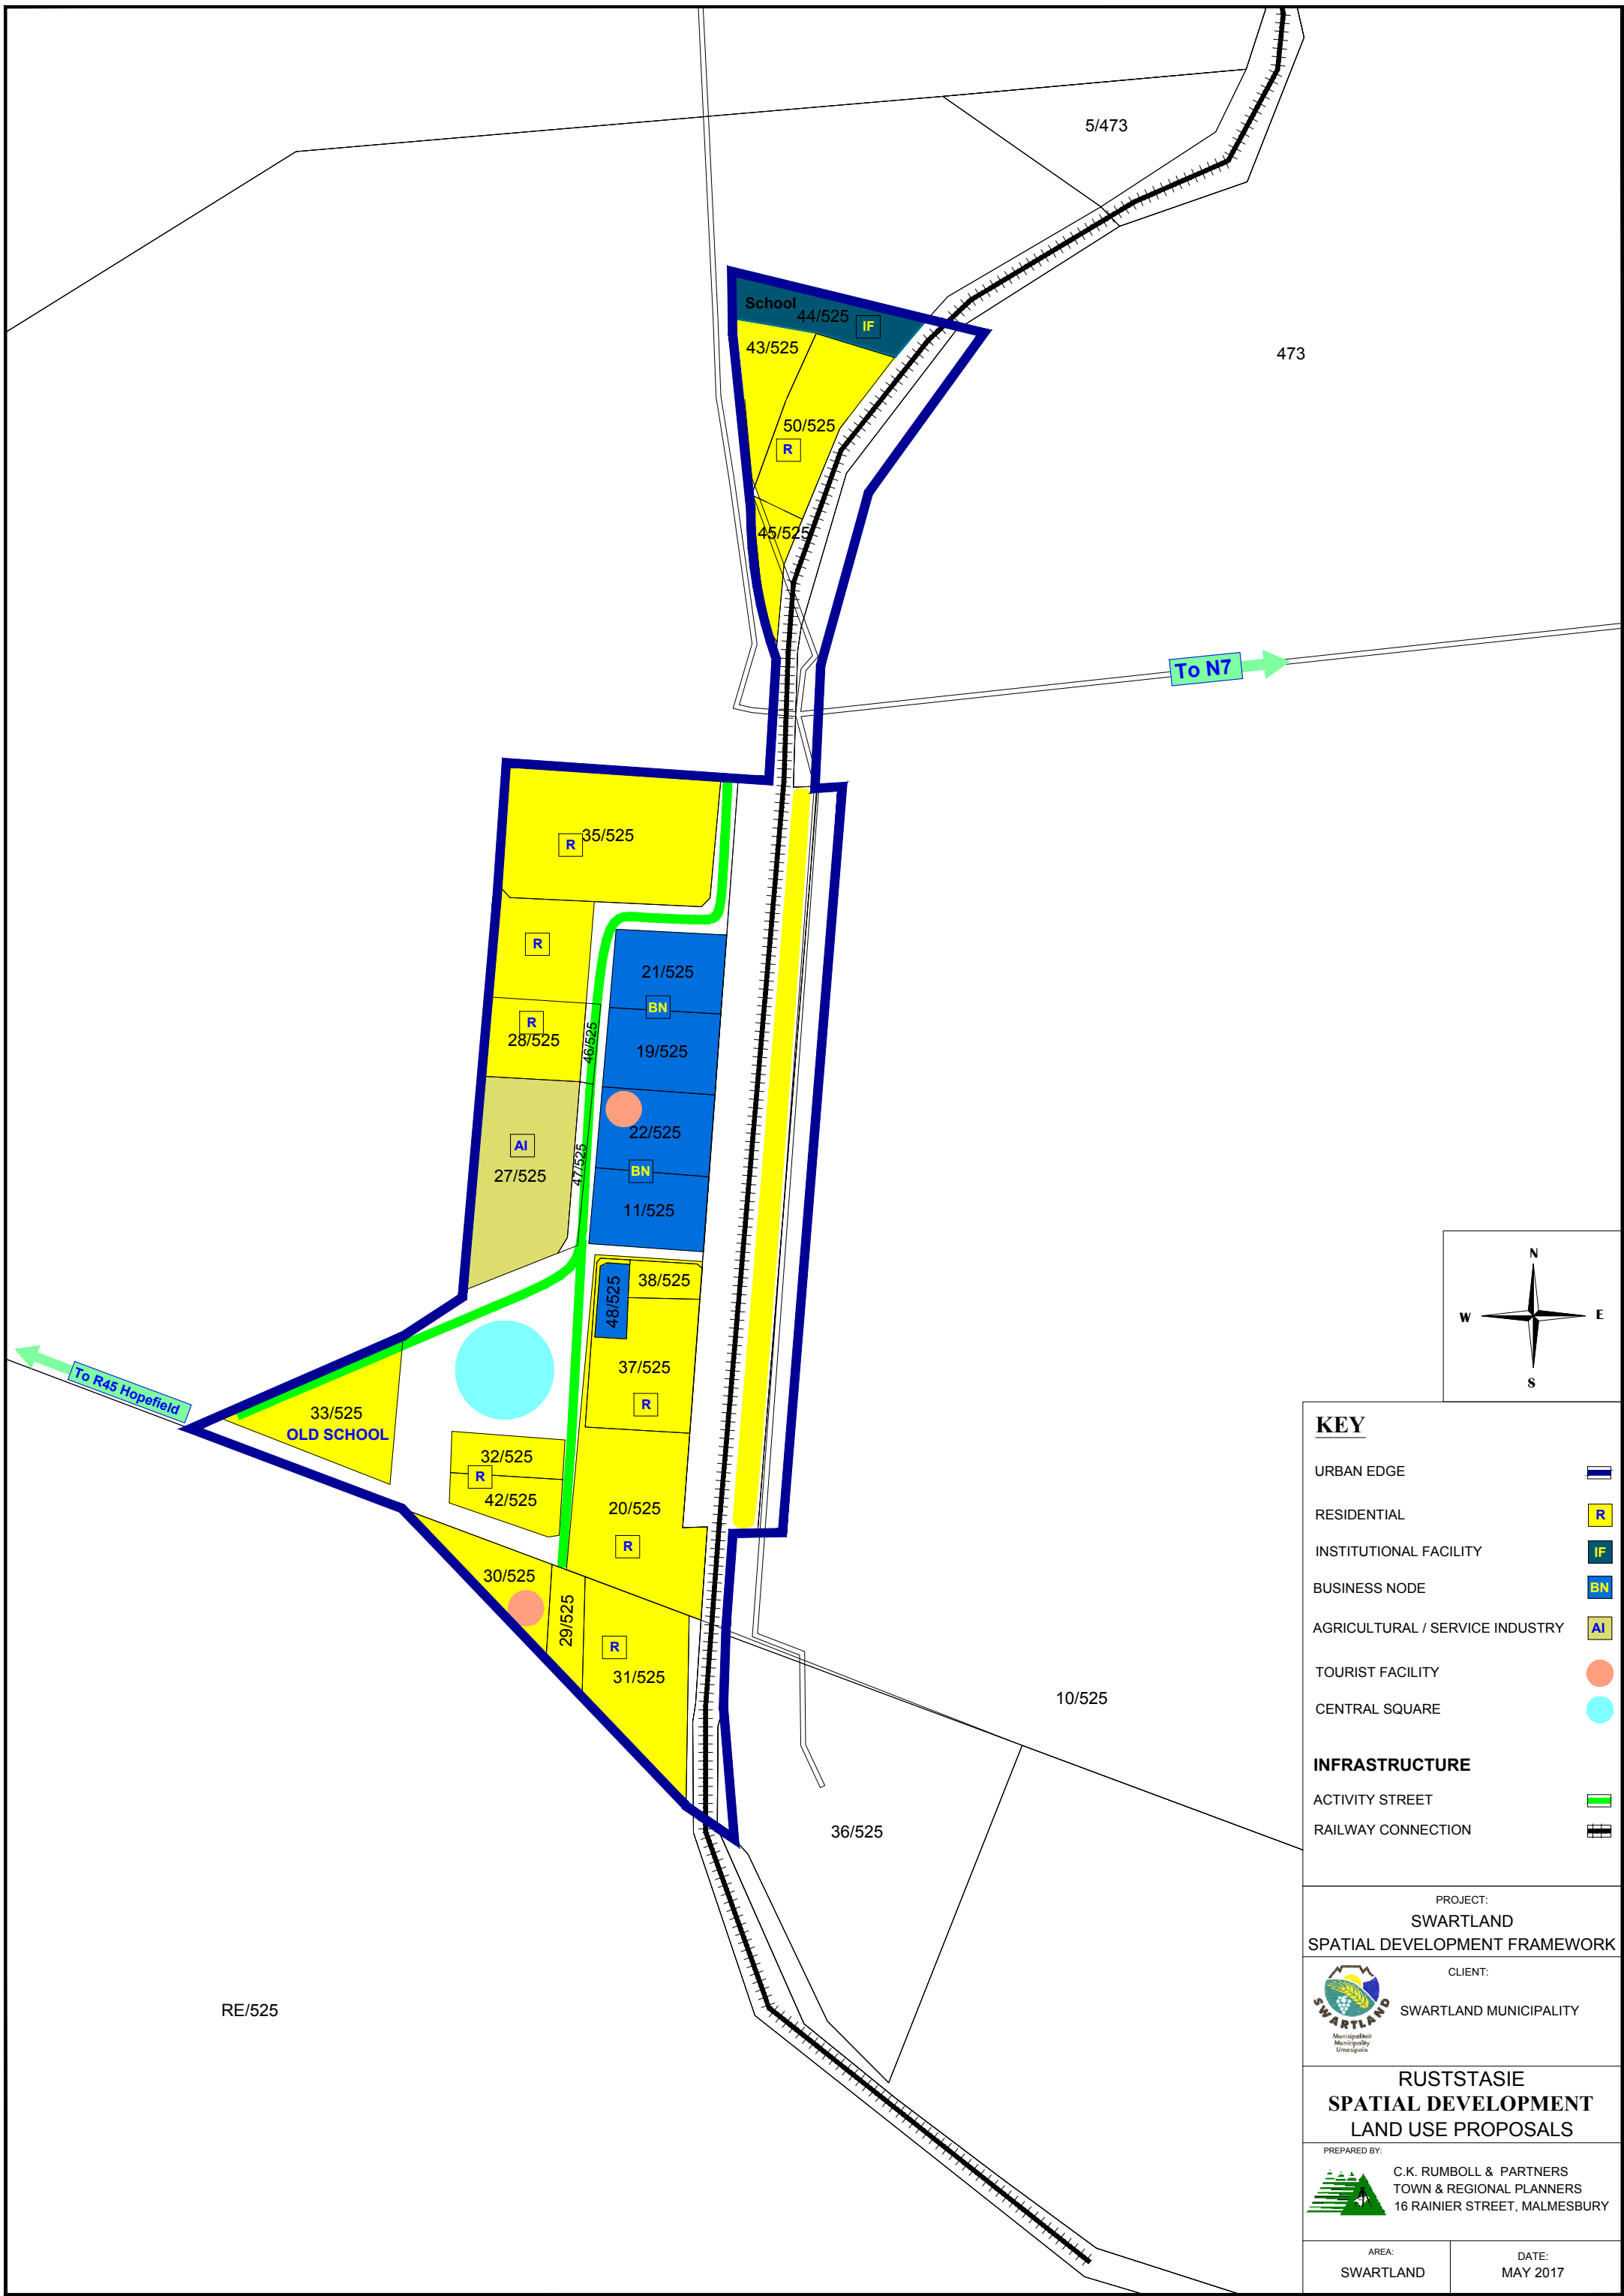 5/473
School
44/525
IF
43/525
473
50/525
R
45/525
To N7
35/525
R
R
21/525
BN
R
28/525
46/525
19/525
22/525
AI
27/525
47/525
BN
11/525
38/525
48/525
37/525
R
To R45 Hopefield
33/525
OLD SCHOOL
32/525
R
42/525
20/525
R
30/525
29/525
R
31/525
10/525
36/525
RE/525
N
W
E
S
KEY
URBAN EDGE
RESIDENTIAL R
INSTITUTIONAL FACILITY IF
BUSINESS NODE BN
AGRICULTURAL / SERVICE INDUSTRY AI
TOURIST FACILITY
CENTRAL SQUARE
INFRASTRUCTURE
ACTIVITY STREET
RAILWAY CONNECTION
PROJECT:
SWARTLAND
SPATIAL DEVELOPMENT FRAMEWORK
CLIENT:
SWARTLAND MUNICIPALITY
SWARTLAND
Munisipaliteit
Municipality
Umasipala
RUSTSTASIE
SPATIAL DEVELOPMENT
LAND USE PROPOSALS
PREPARED BY:
C.K. RUMBOLL & PARTNERS
TOWN & REGIONAL PLANNERS
16 RAINIER STREET, MALMESBURY
AREA:
SWARTLAND
DATE:
MAY 2017